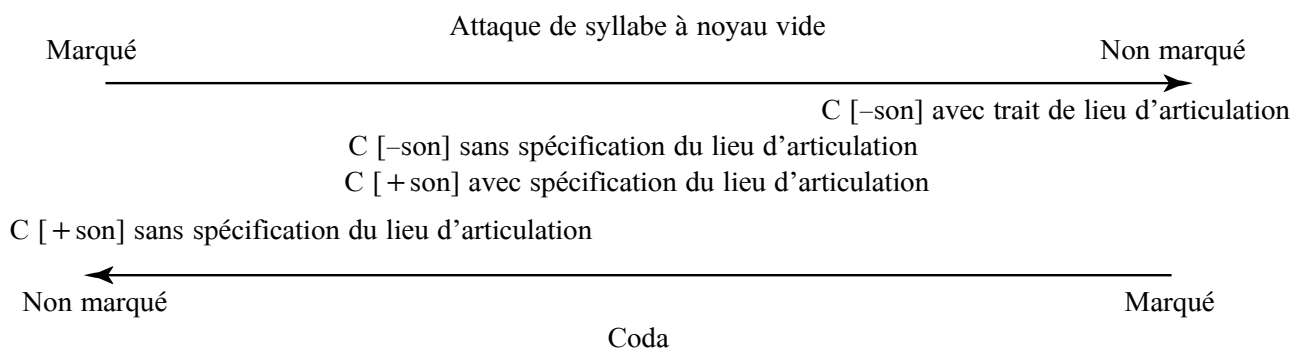 Attaque de syllabe à noyau vide
Marqué Non marqué
C [–son] avec trait de lieu d’articulation
C [–son] sans spécification du lieu d’articulation
C [+son] avec spécification du lieu d’articulation
C [+son] sans spécification du lieu d’articulation
Non marqué Marqué
Coda